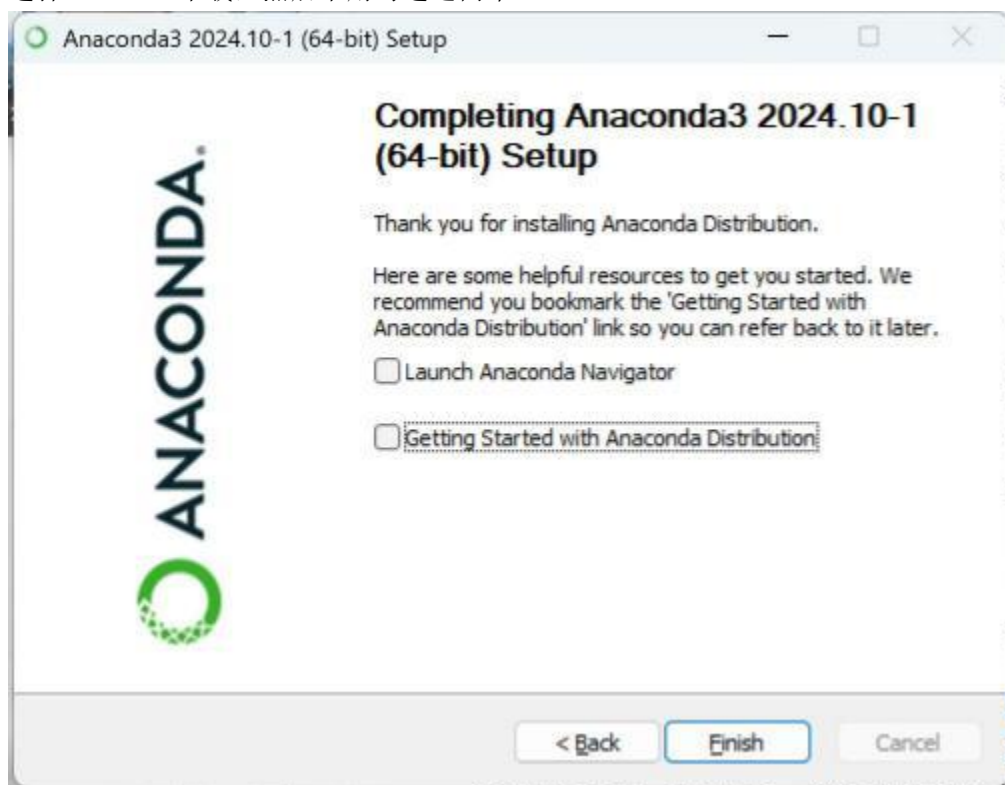 Anaconda3 2024.10-1 (64-bit) Setup
Completing Anaconda3 2024.10-1
(64-bit) Setup
Thank you for installing Anaconda Distribution.
Here are some helpful resources to get you started. We
recommend you bookmark the 'Getting Started with
Anaconda Distribution' link so you can refer back to it later.
Launch Anaconda Navigator
Getting Started with Anaconda Distribution
ANACONDA.
< Back
Finish
Cancel